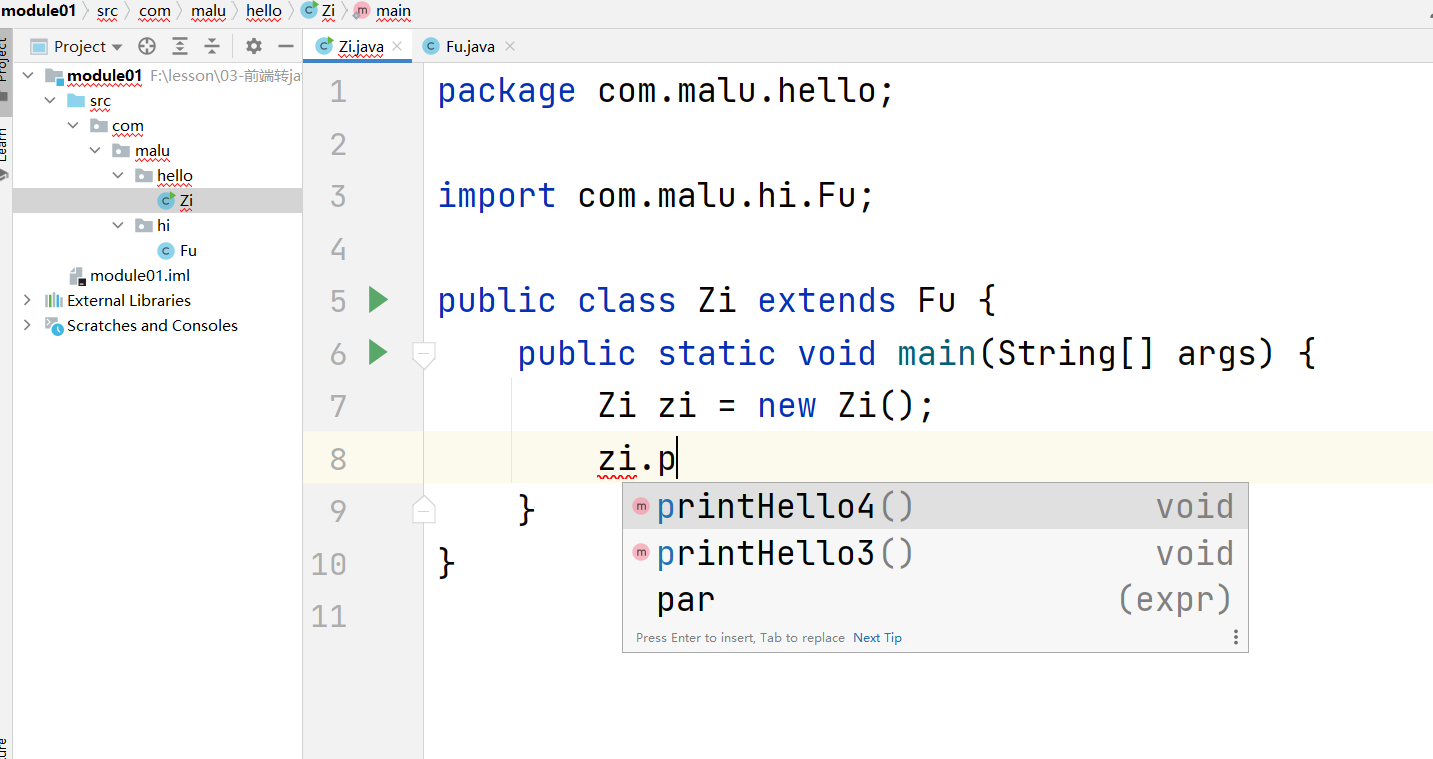 module01 src com malu hello Zi main
Project
Project
Learn
Zi.java
Fu.java
module01 F:\lesson\03-前端转ja
src
com
malu
hello
Zi
hi
Fu
module01.iml
External Libraries
Scratches and Consoles
1 package com.malu.hello;
2
3 import com.malu.hi.Fu;
4
5 public class Zi extends Fu {
6 public static void main(String[] args) {
7 Zi zi = new Zi();
8 zi.p
printHello4() void
9 }
printHello3() void
10 }
par (expr)
11
Press Enter to insert, Tab to replace Next Tip